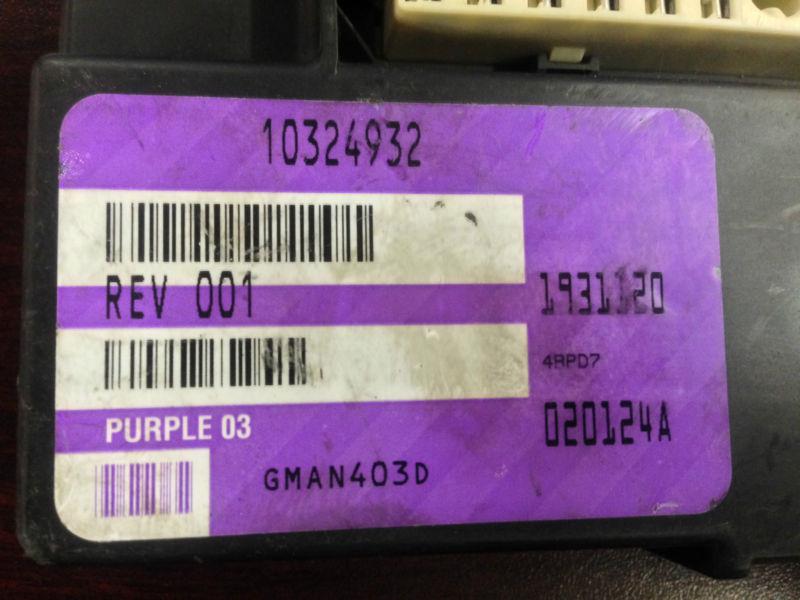 10324932
REV 001
1931120
4RPD7
PURPLE 03
020124A
GMAN403D